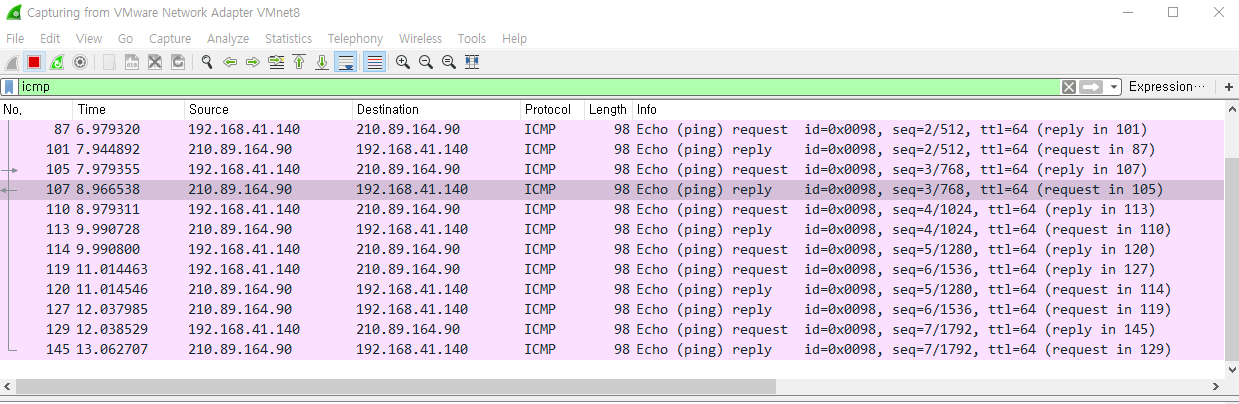 Capturing from VMware Network Adapter VMnet8
File Edit View Go Capture Analyze Statistics Telephony Wireless Tools Help
icmp Expression… +
No. Time Source Destination Protocol Length Info
87 6.979320 192.168.41.140 210.89.164.90 ICMP 98 Echo (ping) request id=0x0098, seq=2/512, ttl=64 (reply in 101)
101 7.944892 210.89.164.90 192.168.41.140 ICMP 98 Echo (ping) reply id=0x0098, seq=2/512, ttl=64 (request in 87)
105 7.979355 192.168.41.140 210.89.164.90 ICMP 98 Echo (ping) request id=0x0098, seq=3/768, ttl=64 (reply in 107)
107 8.966538 210.89.164.90 192.168.41.140 ICMP 98 Echo (ping) reply id=0x0098, seq=3/768, ttl=64 (request in 105)
110 8.979311 192.168.41.140 210.89.164.90 ICMP 98 Echo (ping) request id=0x0098, seq=4/1024, ttl=64 (reply in 113)
113 9.990728 210.89.164.90 192.168.41.140 ICMP 98 Echo (ping) reply id=0x0098, seq=4/1024, ttl=64 (request in 110)
114 9.990800 192.168.41.140 210.89.164.90 ICMP 98 Echo (ping) request id=0x0098, seq=5/1280, ttl=64 (reply in 120)
119 11.014463 192.168.41.140 210.89.164.90 ICMP 98 Echo (ping) request id=0x0098, seq=6/1536, ttl=64 (reply in 127)
120 11.014546 210.89.164.90 192.168.41.140 ICMP 98 Echo (ping) reply id=0x0098, seq=5/1280, ttl=64 (request in 114)
127 12.037985 210.89.164.90 192.168.41.140 ICMP 98 Echo (ping) reply id=0x0098, seq=6/1536, ttl=64 (request in 119)
129 12.038529 192.168.41.140 210.89.164.90 ICMP 98 Echo (ping) request id=0x0098, seq=7/1792, ttl=64 (reply in 145)
145 13.062707 210.89.164.90 192.168.41.140 ICMP 98 Echo (ping) reply id=0x0098, seq=7/1792, ttl=64 (request in 129)